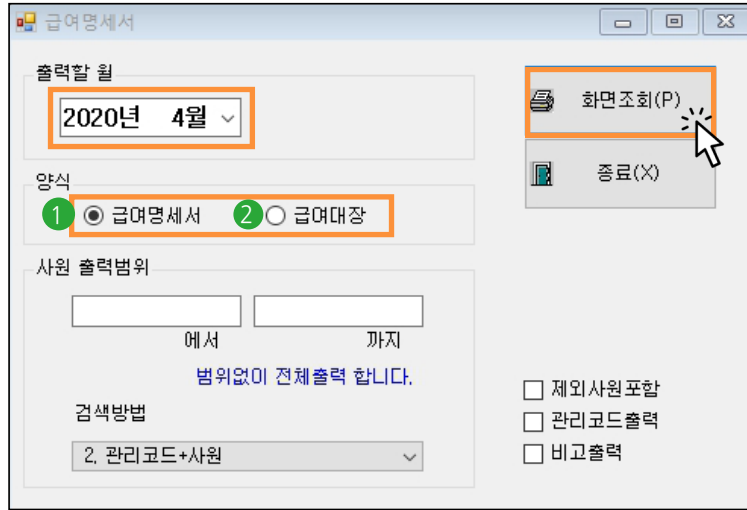 급여명세서
출력할 월
2020년 4월
화면조회(P)
종료(X)
양식
1 급여명세서 2 급여대장
사원 출력범위
에서 까지
범위없이 전체출력 합니다.
검색방법
2. 관리코드+사원
제외사원포함
관리코드출력
비고출력